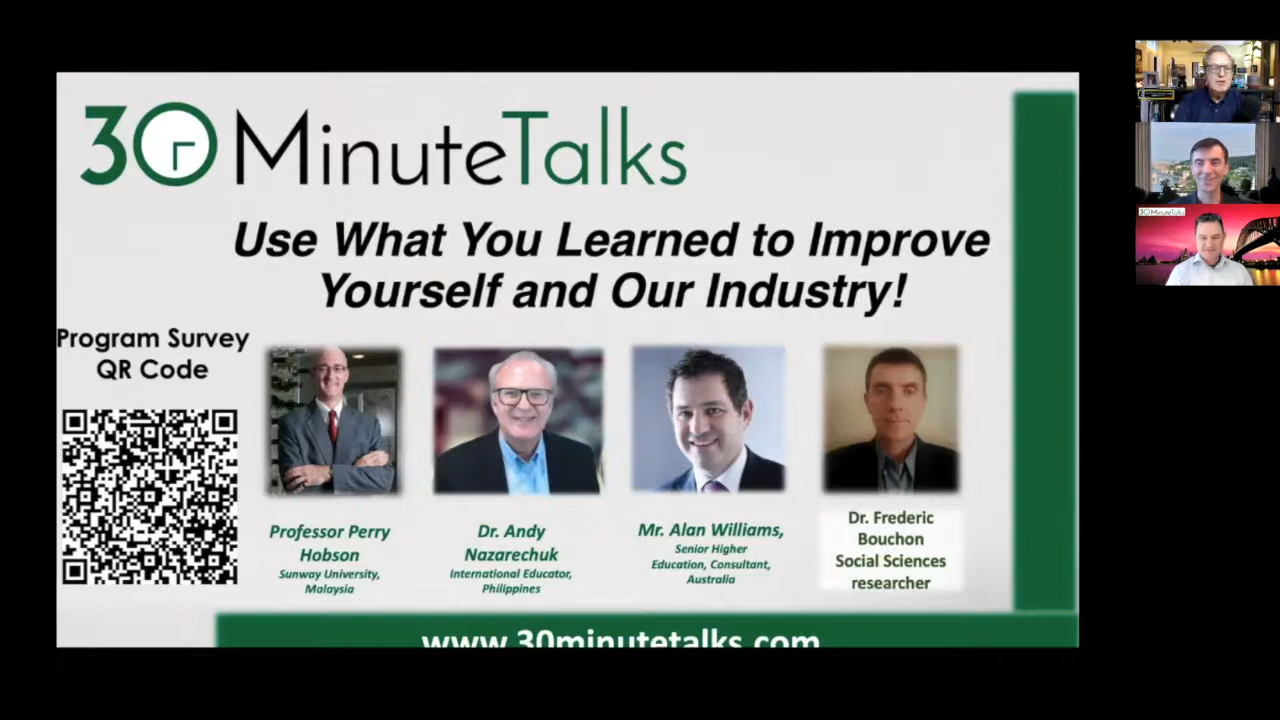 30 MinuteTalks
Use What You Learned to Improve
Yourself and Our Industry!
Program Survey
QR Code
Professor Perry
Hobson
Sunway University,
Malaysia
Dr. Andy
Nazarechuk
International Educator,
Philippines
Mr. Alan Williams,
Senior Higher
Education, Consultant,
Australia
Dr. Frederic
Bouchon
Social Sciences
researcher
www.30minutetalks.com
30MinuteTalks